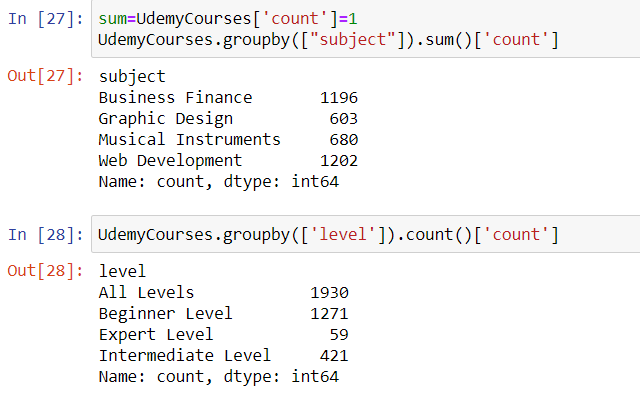 In [27]: sum=UdemyCourses['count']=1
UdemyCourses.groupby(["subject"]).sum()['count']
Out[27]: subject
Business Finance 1196
Graphic Design 603
Musical Instruments 680
Web Development 1202
Name: count, dtype: int64
In [28]: UdemyCourses.groupby(['level']).count()['count']
Out[28]: level
All Levels 1930
Beginner Level 1271
Expert Level 59
Intermediate Level 421
Name: count, dtype: int64